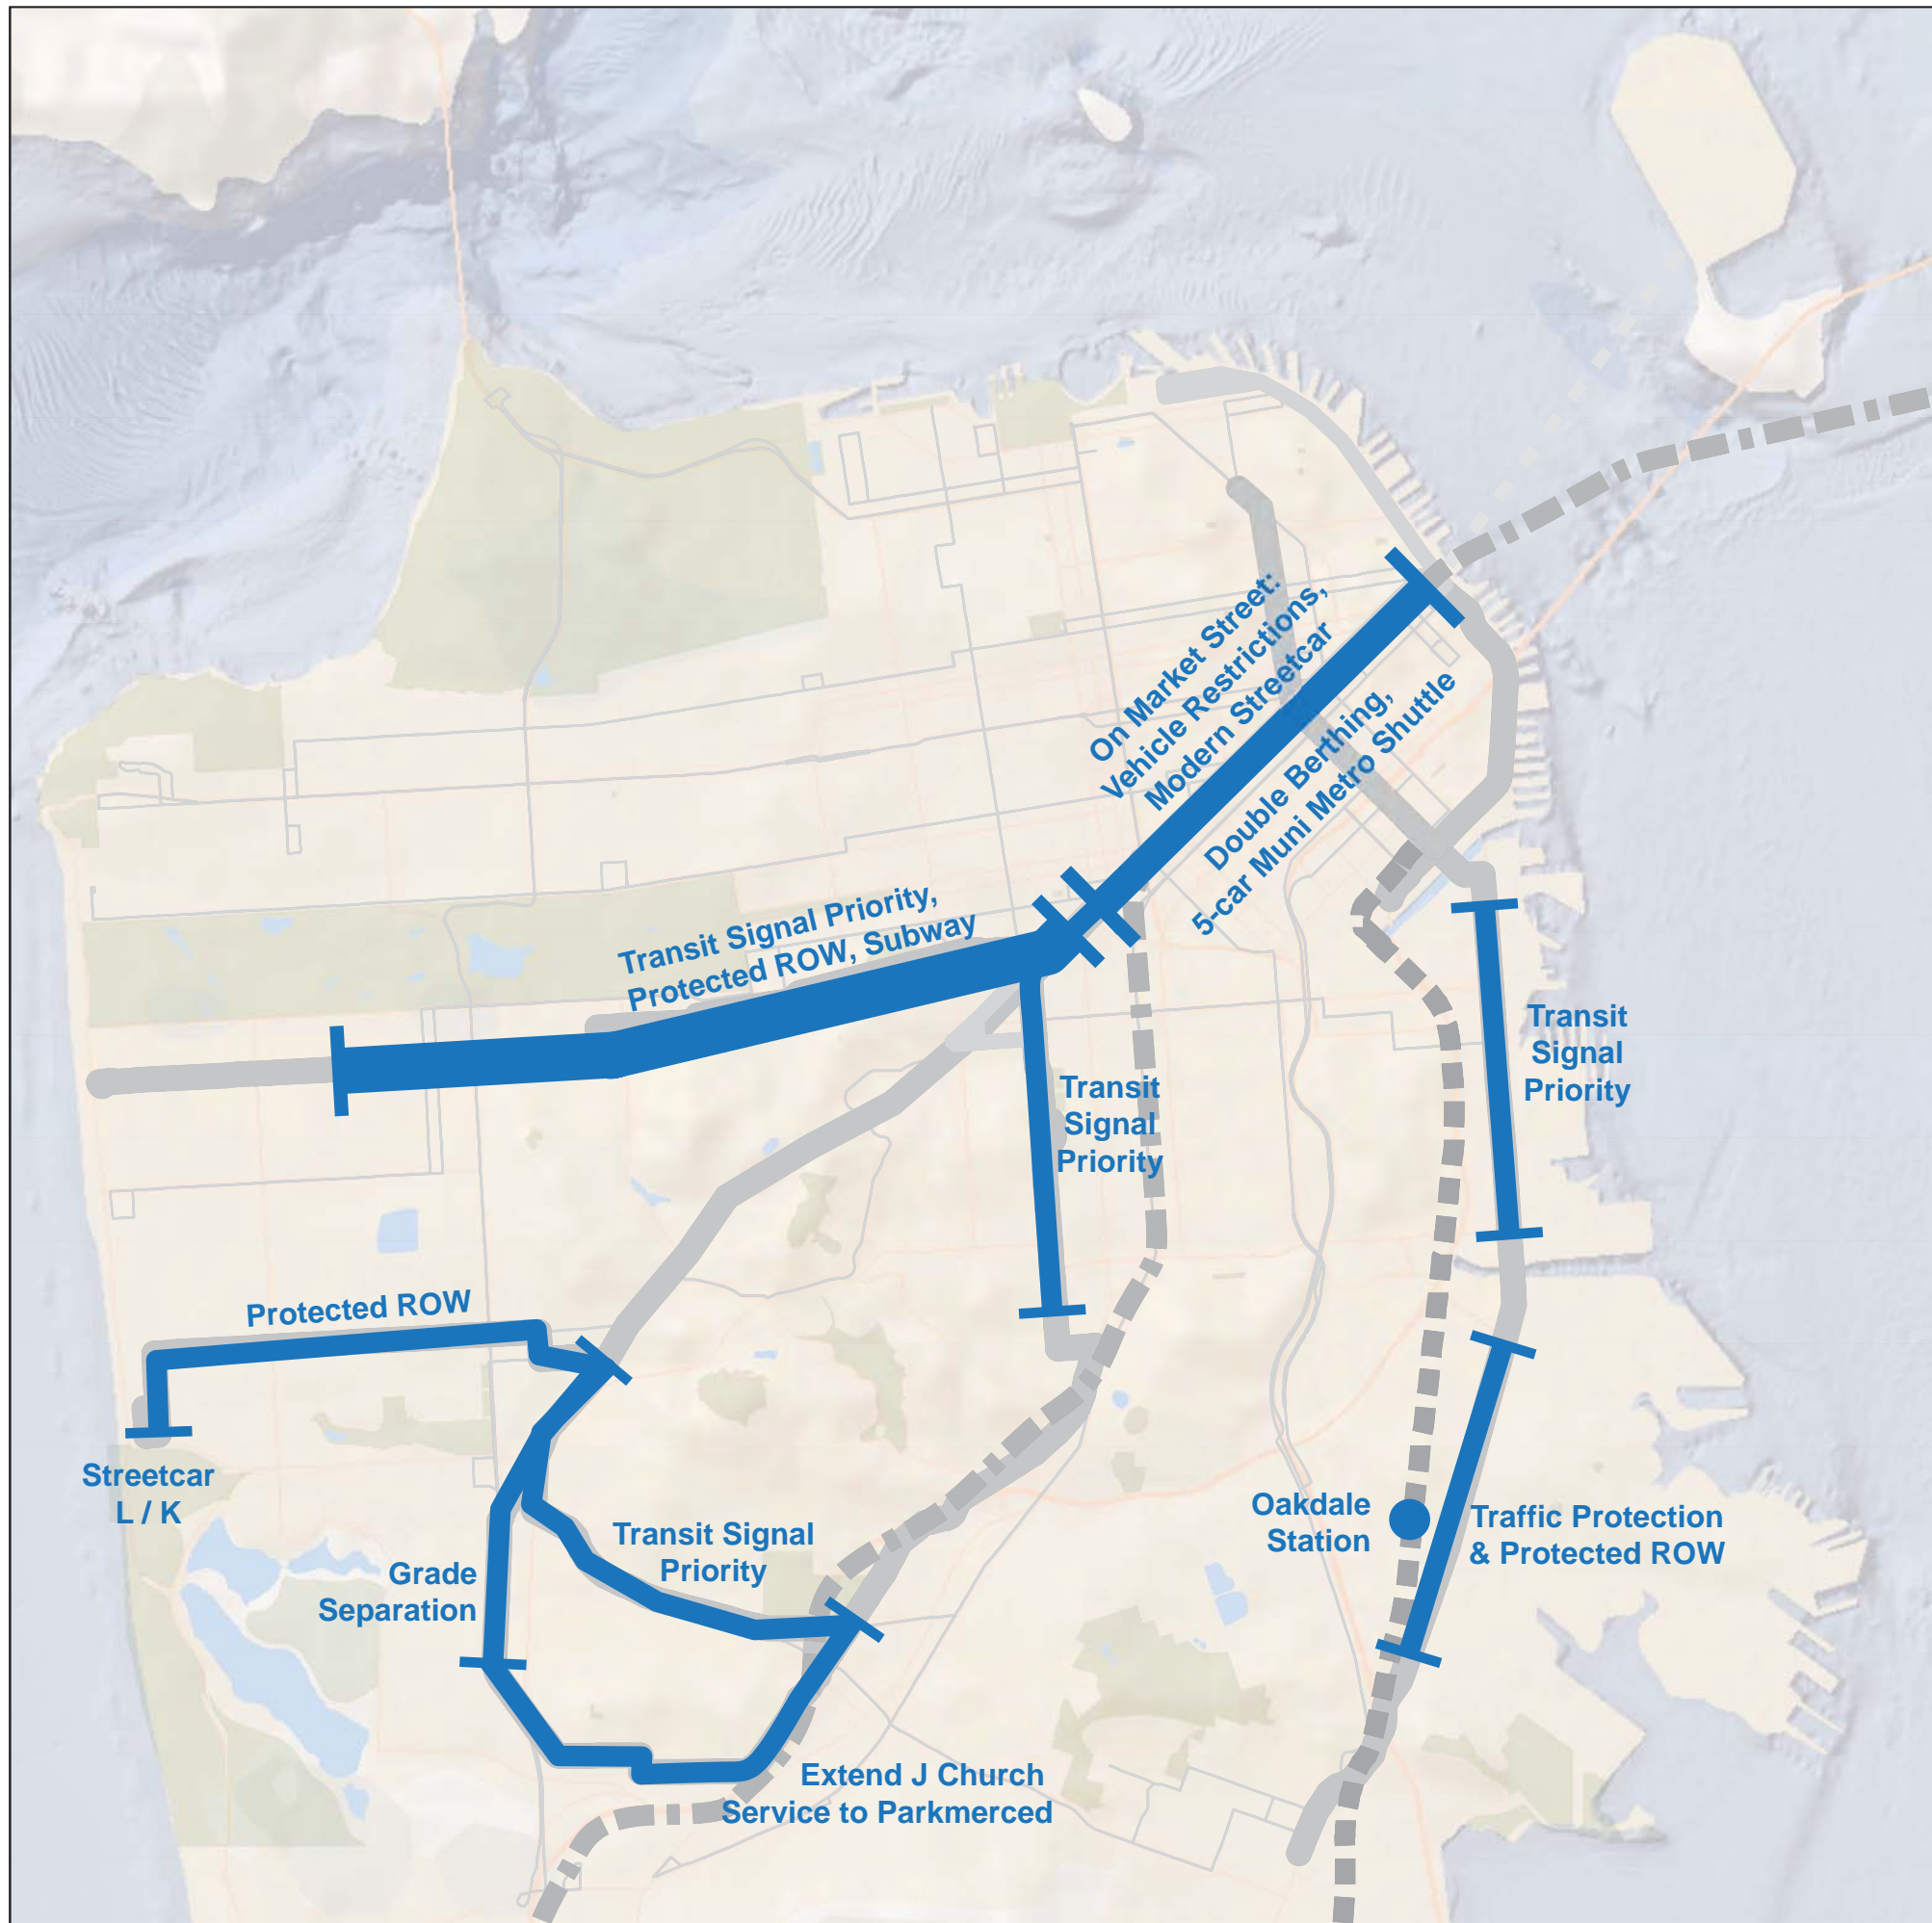 On Market Street:
Vehicle Restrictions,
Modern Streetcar
Double Berthing,
5-car Muni Metro Shuttle
Transit Signal Priority,
Protected ROW, Subway
Transit
Signal
Priority
Transit
Signal
Priority
Protected ROW
Streetcar
L / K
Grade
Separation
Transit Signal
Priority
Oakdale
Station
Traffic Protection
& Protected ROW
Extend J Church
Service to Parkmerced